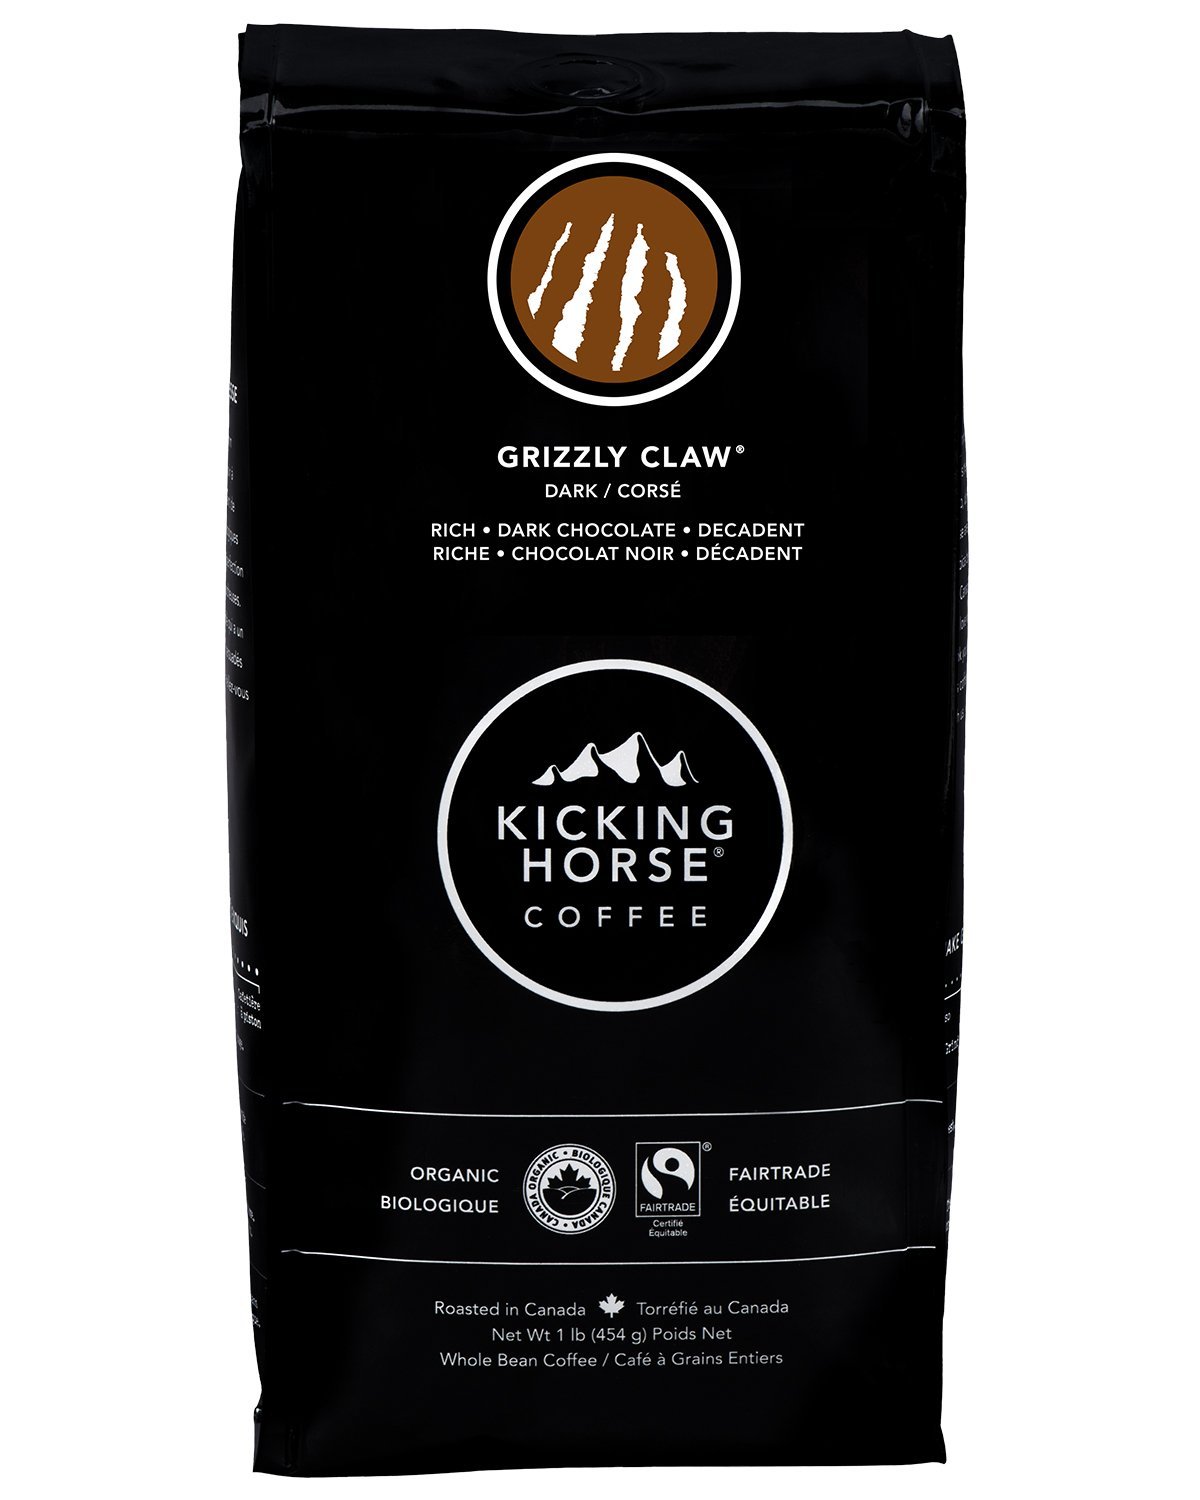 GRIZZLY CLAW®
DARK / CORSÉ
RICH • DARK CHOCOLATE • DECADENT
RICHE • CHOCOLAT NOIR • DÉCADENT
KICKING
HORSE®
COFFEE
ORGANIC
BIOLOGIQUE
CANADA ORGANIC • BIOLOGIQUE CANADA •
FAIRTRADE
Certifié
Équitable
®
FAIRTRADE
ÉQUITABLE
Roasted in Canada Torréfié au Canada
Net Wt 1 lb (454 g) Poids Net
Whole Bean Coffee / Café à Grains Entiers
Cafetière
à piston